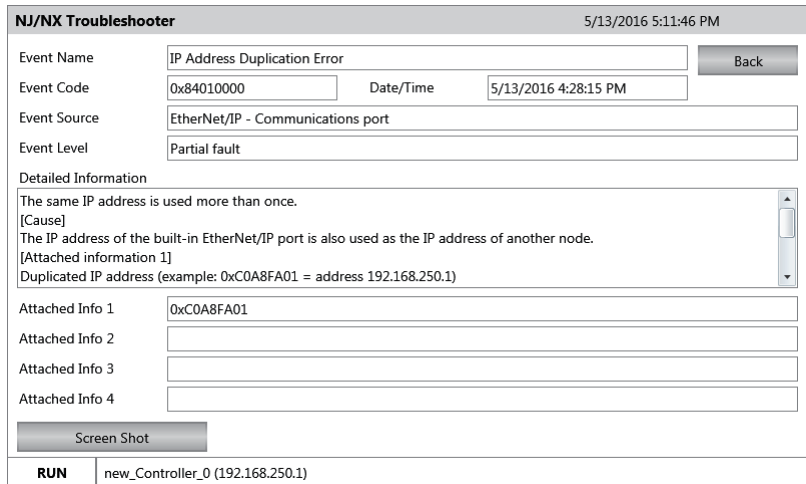 NJ/NX Troubleshooter 5/13/2016 5:11:46 PM
Event Name IP Address Duplication Error Back
Event Code 0x84010000 Date/Time 5/13/2016 4:28:15 PM
Event Source EtherNet/IP - Communications port
Event Level Partial fault
Detailed Information
The same IP address is used more than once.
[Cause]
The IP address of the built-in EtherNet/IP port is also used as the IP address of another node.
[Attached information 1]
Duplicated IP address (example: 0xC0A8FA01 = address 192.168.250.1)
Attached Info 1 0xC0A8FA01
Attached Info 2
Attached Info 3
Attached Info 4
Screen Shot
RUN new_Controller_0 (192.168.250.1)